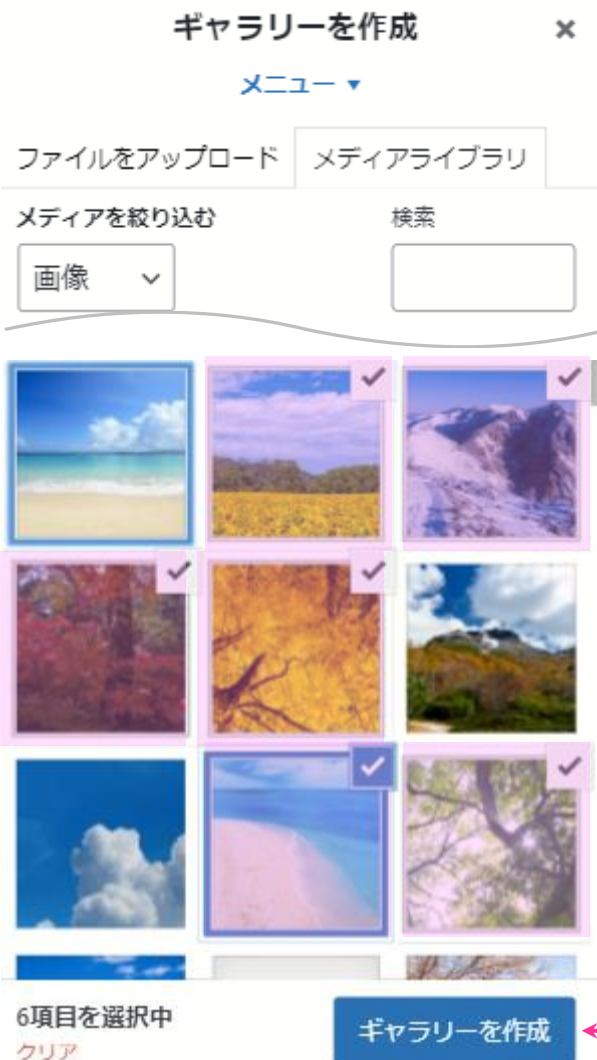 ギャラリーを作成 ×
メニュー ▼
ファイルをアップロード メディアライブラリ
メディアを絞り込む 検索
画像
6項目を選択中
クリア
ギャラリーを作成